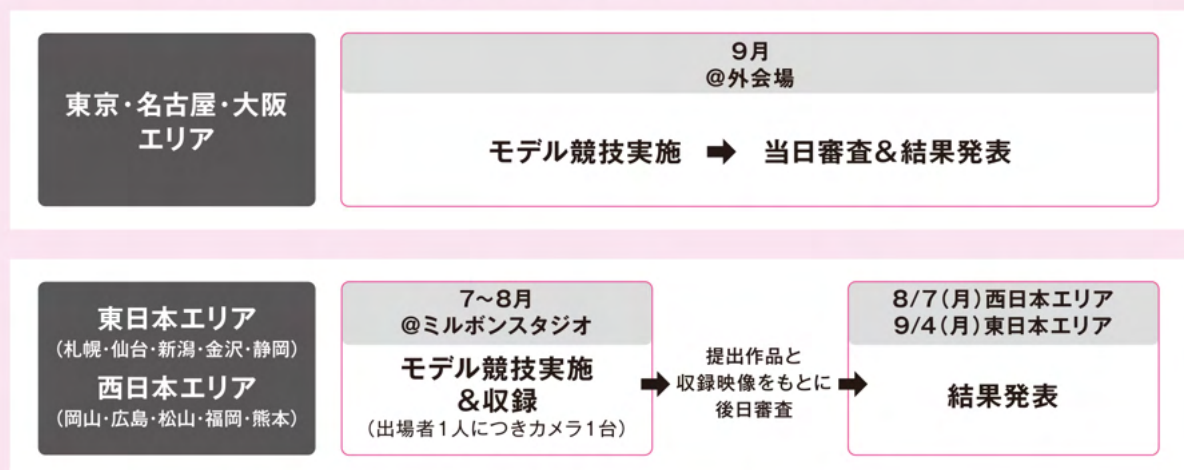 東京・名古屋・大阪
エリア
9月
@外会場
モデル競技実施 ➡ 当日審査&結果発表
東日本エリア
(札幌・仙台・新潟・金沢・静岡)
西日本エリア
(岡山・広島・松山・福岡・熊本)
7〜8月
@ミルボンスタジオ
モデル競技実施
&収録
(出場者1人につきカメラ1台)
提出作品と
収録映像をもとに
後日審査
8/7(月)西日本エリア
9/4(月)東日本エリア
結果発表